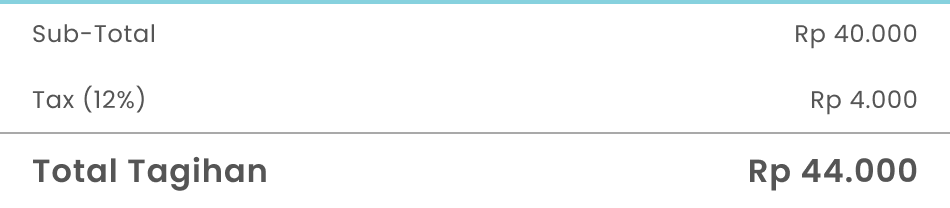 Sub-Total Rp 40.000
Tax (12%) Rp 4.000
Total Tagihan Rp 44.000